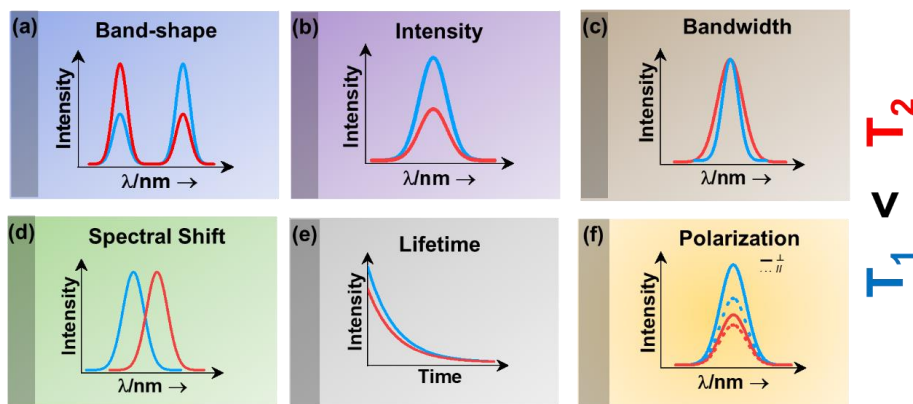 (a) Band-shape
Intensity
λ/nm →
(b) Intensity
Intensity
λ/nm →
(c) Bandwidth
Intensity
λ/nm →
(d) Spectral Shift
Intensity
λ/nm →
(e) Lifetime
Intensity
Time
(f) Polarization
— ⊥
... //
Intensity
λ/nm →
T₁ < T₂